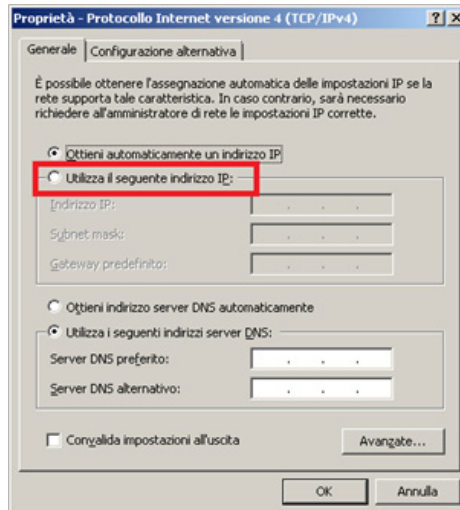 Proprietà - Protocollo Internet versione 4 (TCP/IPv4)
Generale Configurazione alternativa
È possibile ottenere l'assegnazione automatica delle impostazioni IP se la
rete supporta tale caratteristica. In caso contrario, sarà necessario
richiedere all'amministratore di rete le impostazioni IP corrette.
Ottieni automaticamente un indirizzo IP
Utilizza il seguente indirizzo IP:
Indirizzo IP:
Subnet mask:
Gateway predefinito:
Ottieni indirizzo server DNS automaticamente
Utilizza i seguenti indirizzi server DNS:
Server DNS preferito:
Server DNS alternativo:
Convalida impostazioni all'uscita
Avanzate...
OK Annulla